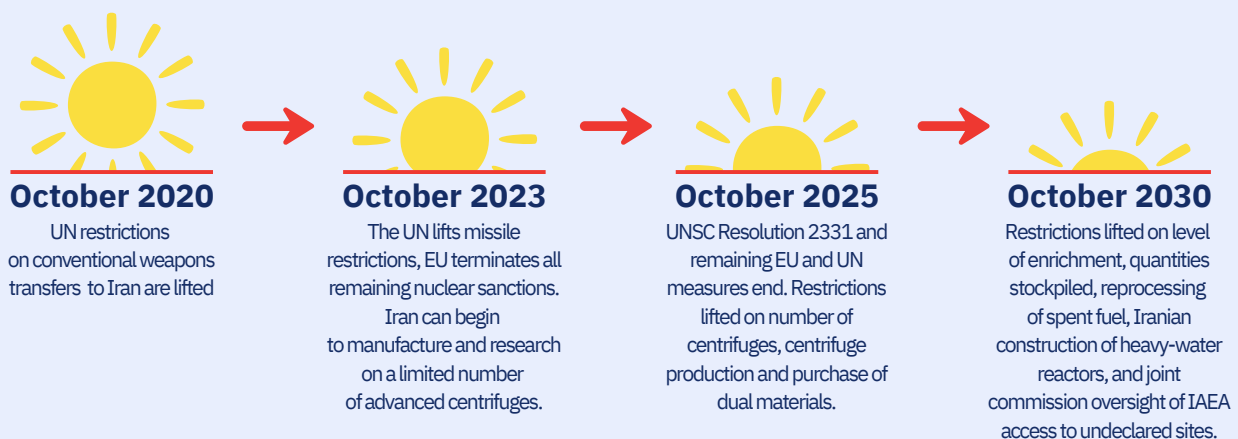 October 2020
UN restrictions
on conventional weapons
transfers to Iran are lifted
October 2023
The UN lifts missile
restrictions, EU terminates all
remaining nuclear sanctions.
Iran can begin
to manufacture and research
on a limited number
of advanced centrifuges.
October 2025
UNSC Resolution 2331 and
remaining EU and UN
measures end. Restrictions
lifted on number of
centrifuges, centrifuge
production and purchase of
dual materials.
October 2030
Restrictions lifted on level
of enrichment, quantities
stockpiled, reprocessing
of spent fuel, Iranian
construction of heavy-water
reactors, and joint
commission oversight of IAEA
access to undeclared sites.